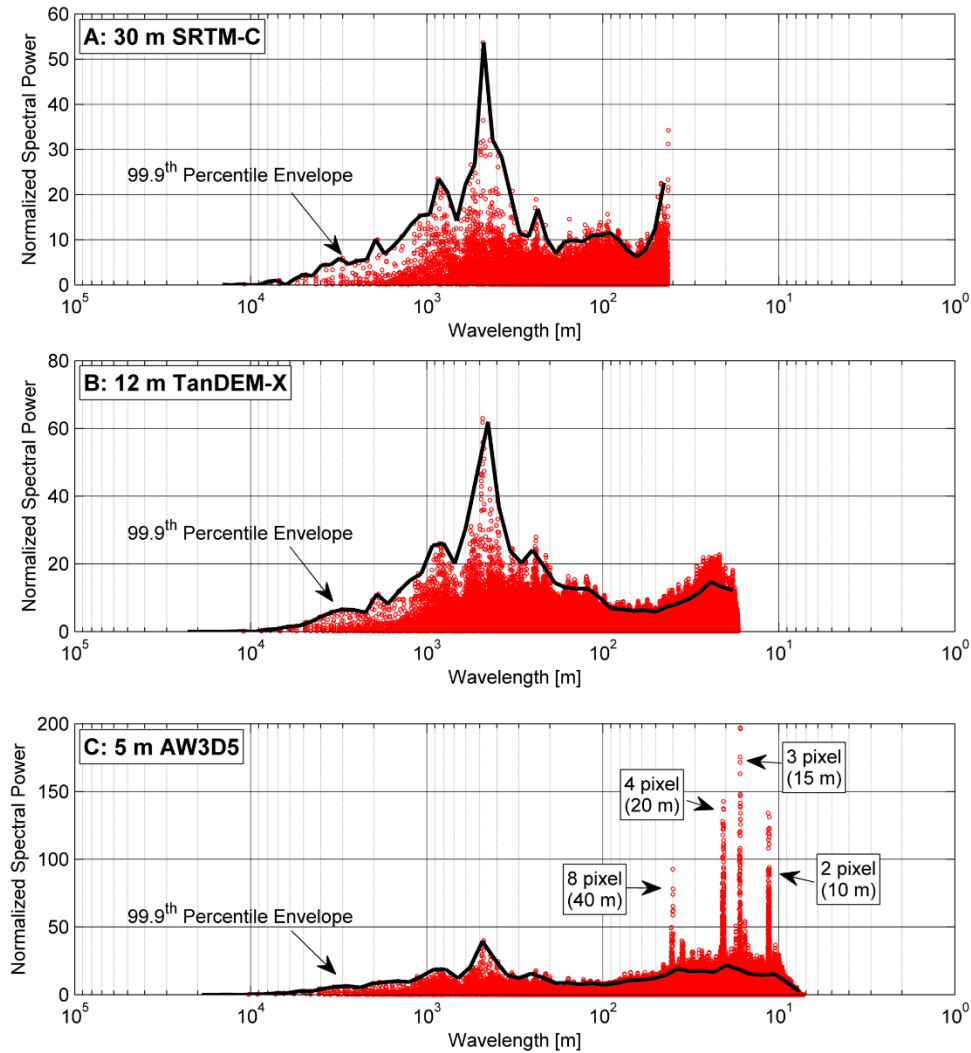 A: 30 m SRTM-C
Normalized Spectral Power
60
50
40
30
20
10
0
99.9th Percentile Envelope
10^5
10^4
10^3
10^2
10^1
10^0
Wavelength [m]
B: 12 m TanDEM-X
Normalized Spectral Power
80
60
40
20
0
99.9th Percentile Envelope
10^5
10^4
10^3
10^2
10^1
10^0
Wavelength [m]
C: 5 m AW3D5
Normalized Spectral Power
200
150
100
50
0
99.9th Percentile Envelope
8 pixel
(40 m)
4 pixel
(20 m)
3 pixel
(15 m)
2 pixel
(10 m)
10^5
10^4
10^3
10^2
10^1
10^0
Wavelength [m]